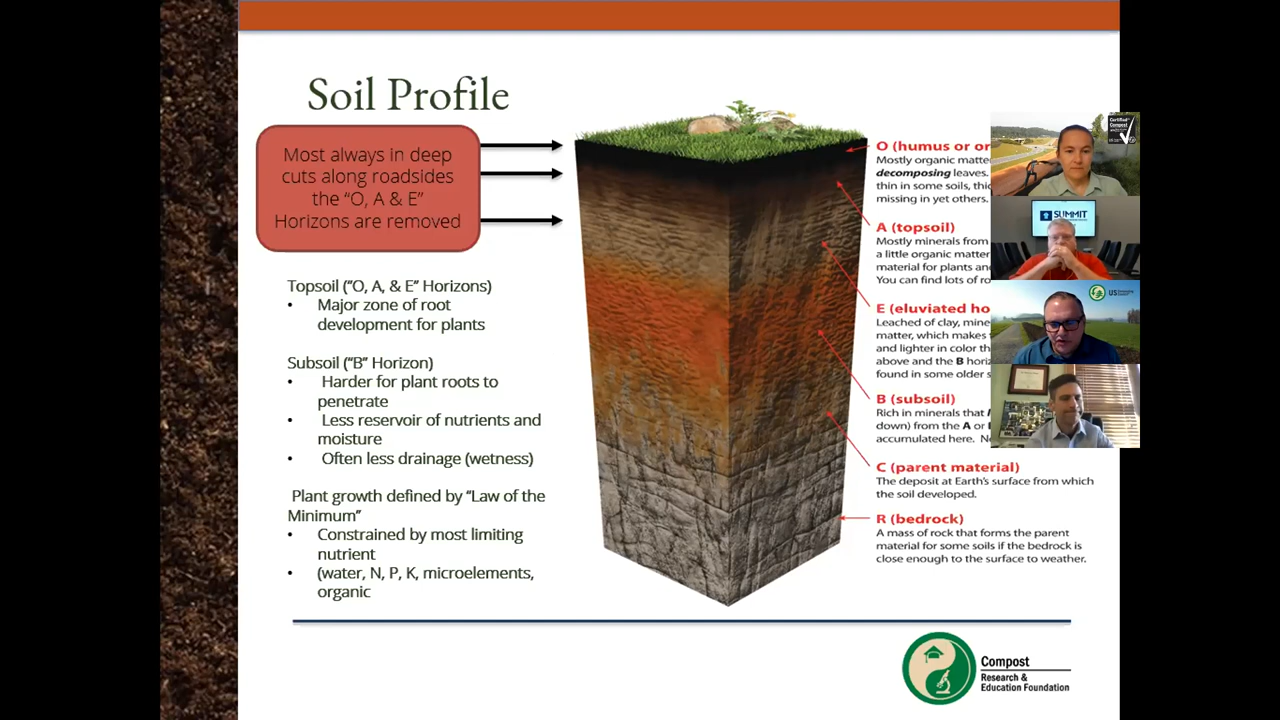 Soil Profile
Most always in deep
cuts along roadsides
the “O, A & E”
Horizons are removed
Topsoil (“O, A, & E” Horizons)
• Major zone of root
development for plants
Subsoil (“B” Horizon)
• Harder for plant roots to
penetrate
• Less reservoir of nutrients and
moisture
• Often less drainage (wetness)
Plant growth defined by “Law of the
Minimum”
• Constrained by most limiting
nutrient
• (water, N, P, K, microelements,
organic
O (humus or or
Mostly organic matte
decomposing leaves.
thin in some soils, thic
missing in yet others.
A (topsoil)
Mostly minerals from
a little organic matter
material for plants and
You can find lots of ro
E (eluviated ho
Leached of clay, mine
matter, which makes
and lighter in color th
above and the B horiz
found in some older s
B (subsoil)
Rich in minerals that
down) from the A or
accumulated here. N
C (parent material)
The deposit at Earth’s surface from which
the soil developed.
R (bedrock)
A mass of rock that forms the parent
material for some soils if the bedrock is
close enough to the surface to weather.
Certified
Compost
SUMMIT
US Composting
Compost
Research &
Education Foundation